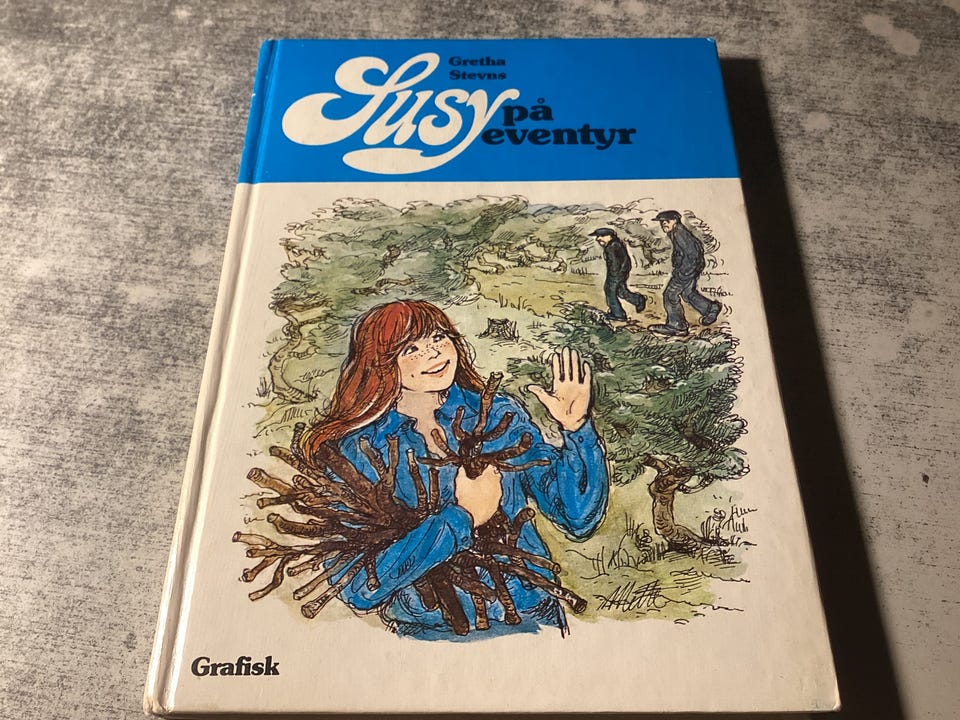 Gretha
Stevns
Susy på
eventyr
Grafisk